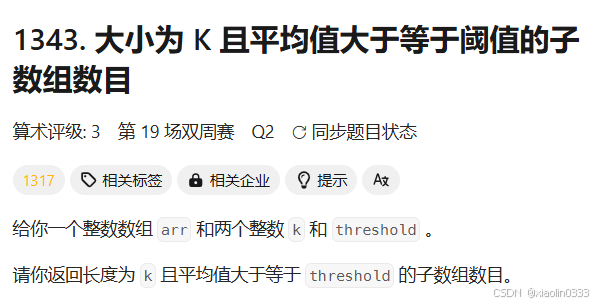 1343. 大小为 K 且平均值大于等于阈值的子
数组数目
算术评级: 3 第 19 场双周赛 Q2 同步题目状态
1317 相关标签 相关企业 提示 Aあ
给你一个整数数组 arr 和两个整数 k 和 threshold 。
请你返回长度为 k 且平均值大于等于 threshold 的子数组数目。
CSDN @xiaolin0333